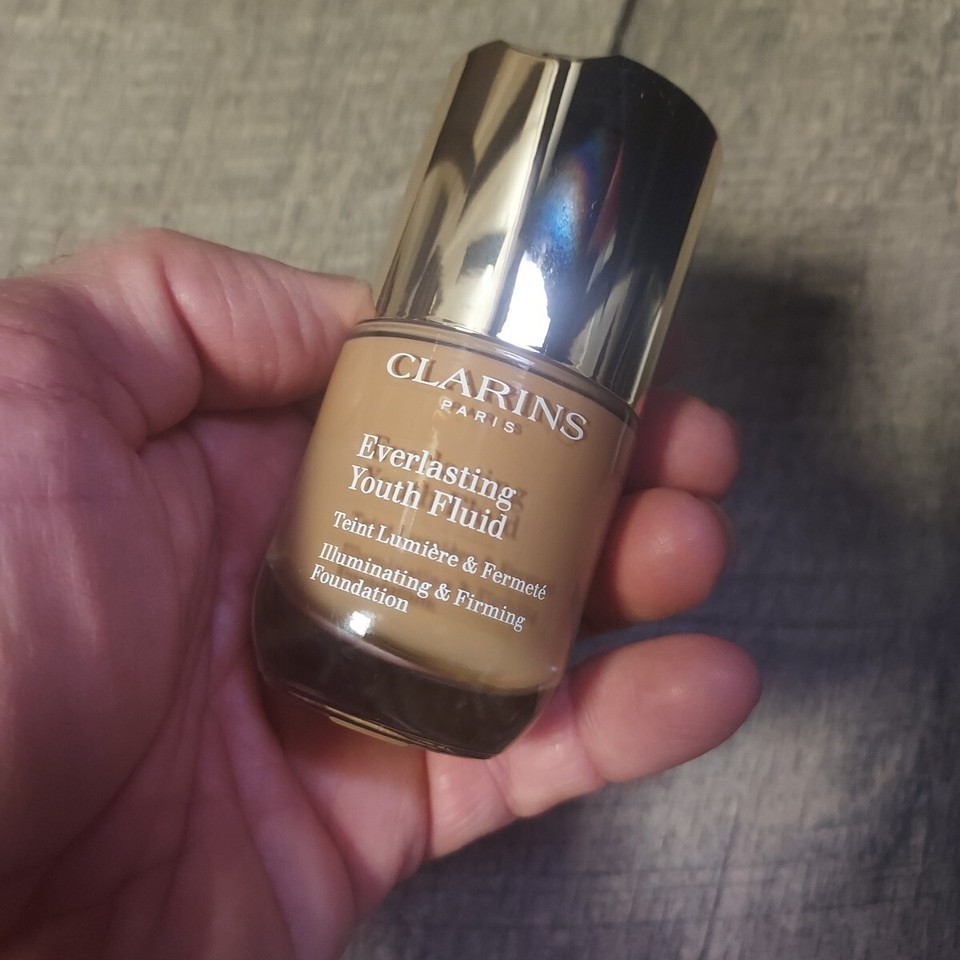 CLARINS
PARIS
Everlasting
Youth Fluid
Teint Lumière & Fermeté
Illuminating & Firming
Foundation